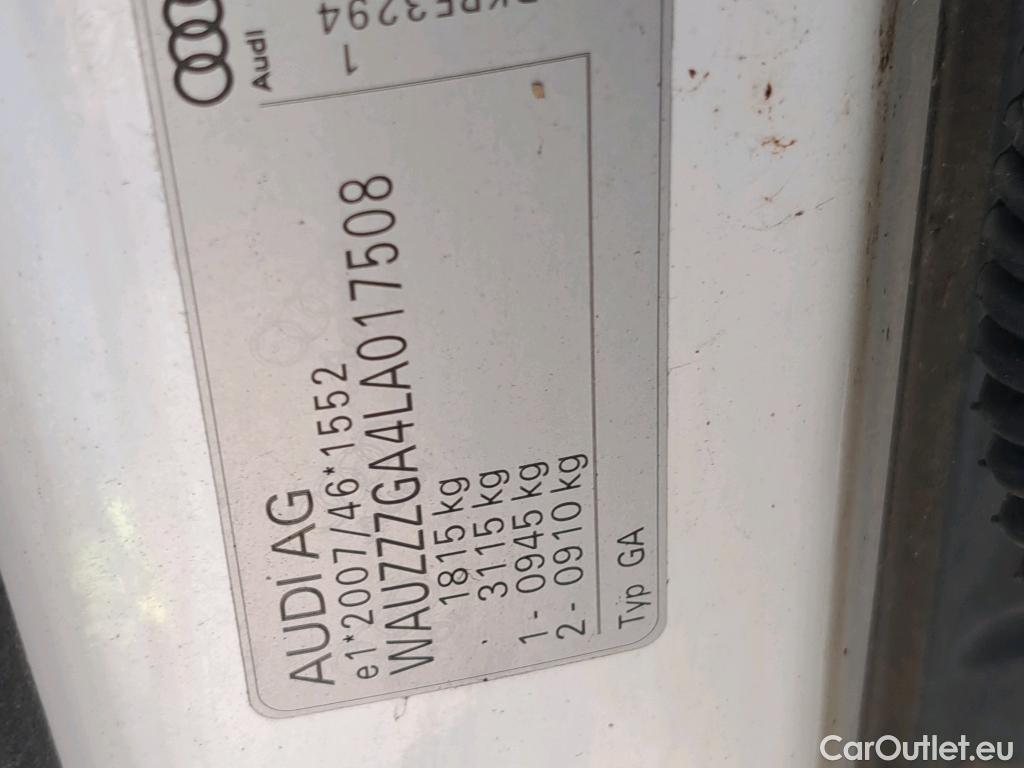 AUDI AG
e1*2007/46*1552
WAUZZZGA4LA017508
1815 kg
3115 kg
1- 0945 kg
2- 0910 kg
Typ GA
Audi
CarOutlet.eu